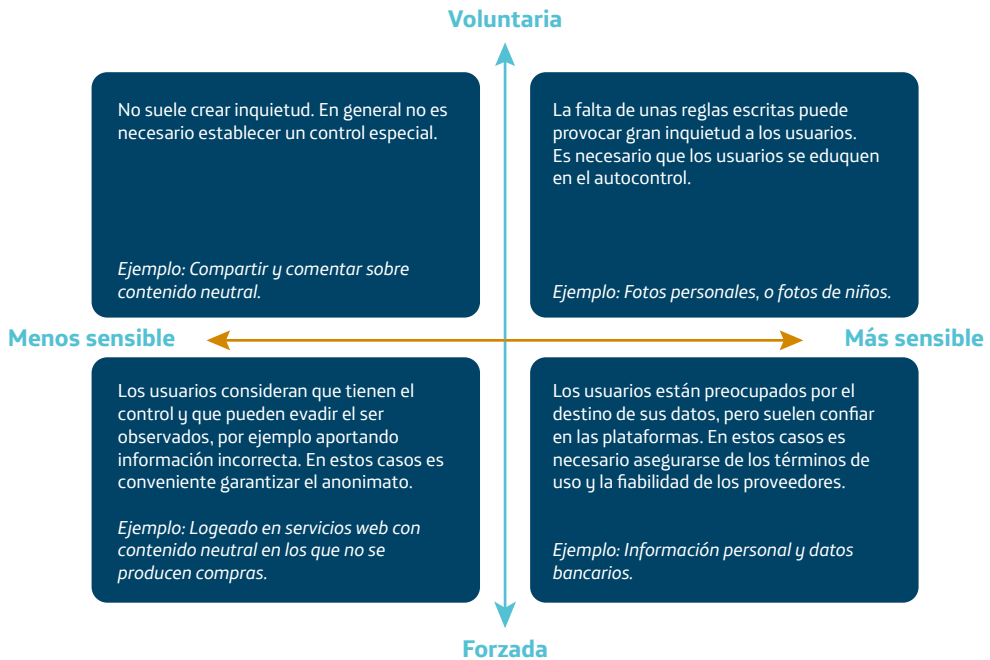 Voluntaria
No suele crear inquietud. En general no es
necesario establecer un control especial.
Ejemplo: Compartir y comentar sobre
contenido neutral.
La falta de unas reglas escritas puede
provocar gran inquietud a los usuarios.
Es necesario que los usuarios se eduquen
en el autocontrol.
Ejemplo: Fotos personales, o fotos de niños.
Menos sensible
Más sensible
Los usuarios consideran que tienen el
control y que pueden evadir el ser
observados, por ejemplo aportando
información incorrecta. En estos casos es
conveniente garantizar el anonimato.
Ejemplo: Logeado en servicios web con
contenido neutral en los que no se
producen compras.
Los usuarios están preocupados por el
destino de sus datos, pero suelen confiar
en las plataformas. En estos casos es
necesario asegurarse de los términos de
uso y la fiabilidad de los proveedores.
Ejemplo: Información personal y datos
bancarios.
Forzada